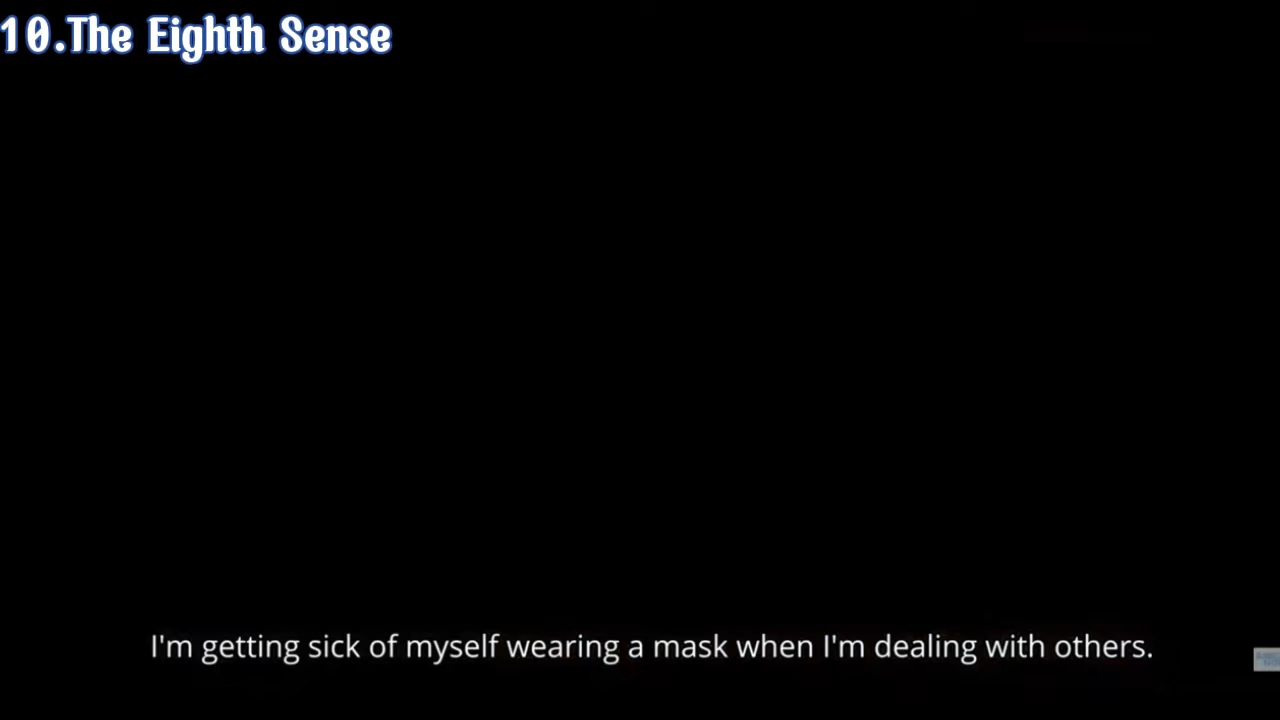 10.The Eighth Sense
I'm getting sick of myself wearing a mask when I'm dealing with others.